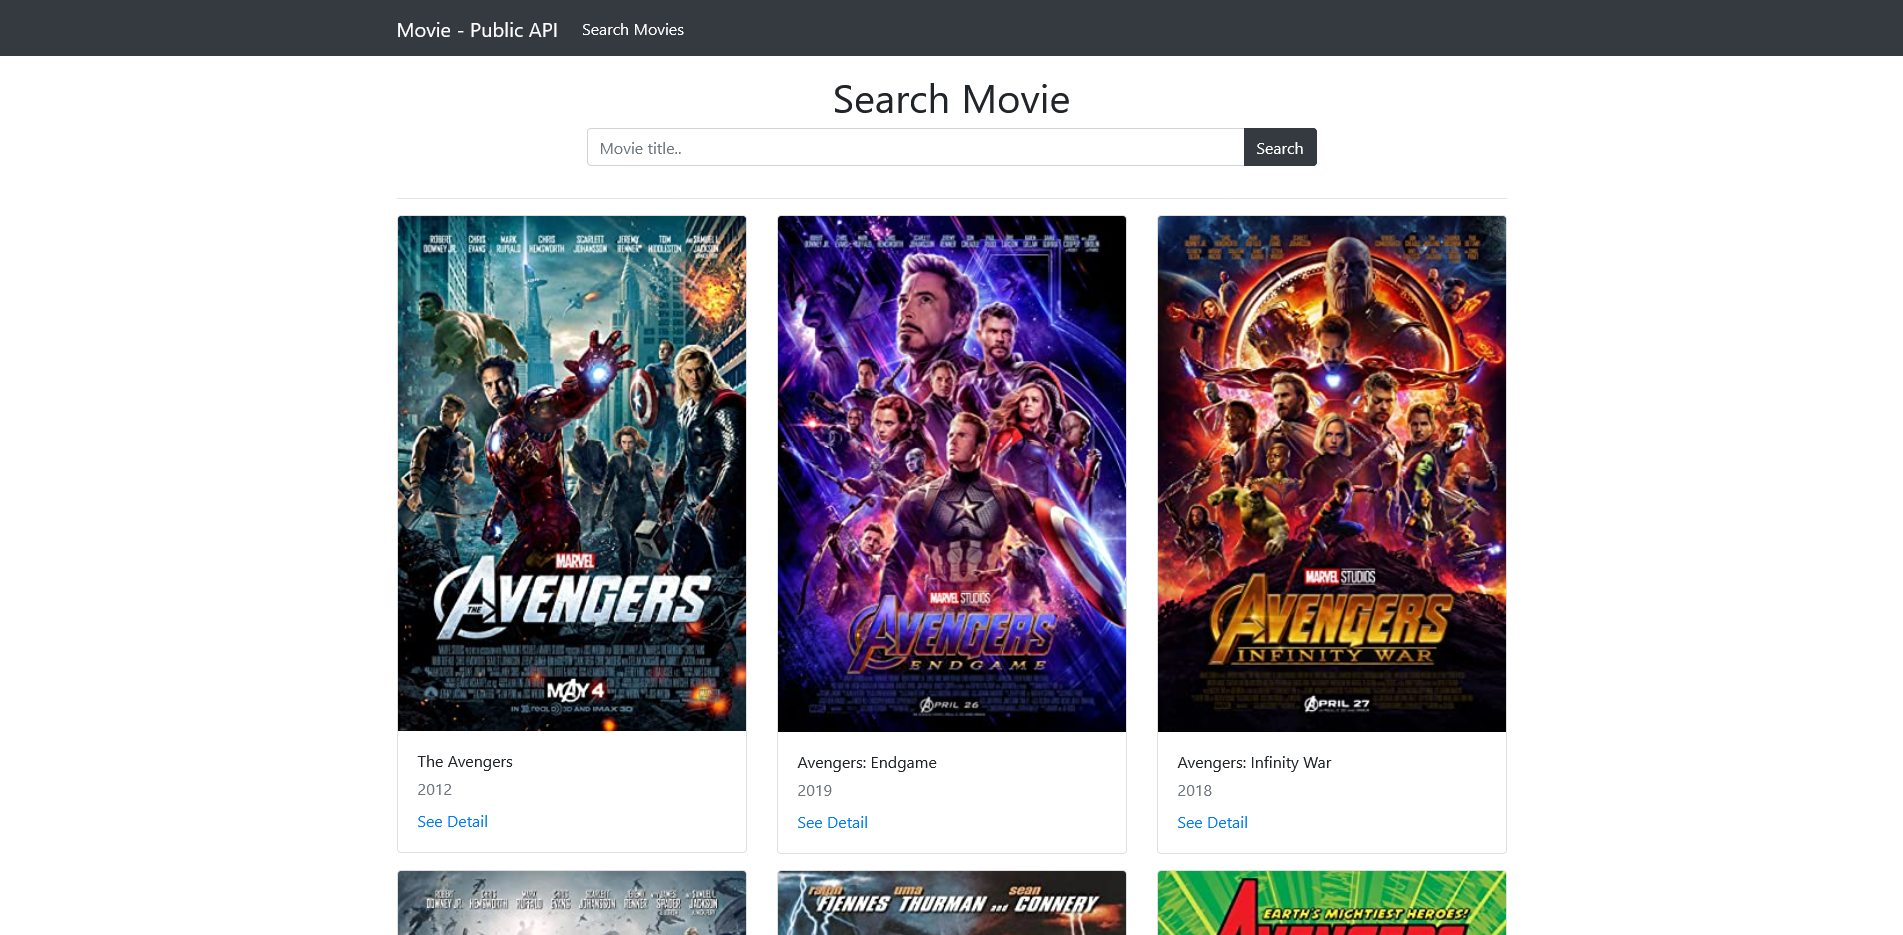 Movie - Public API
Search Movies
Search Movie
Movie title..
Search
ROBERT DOWNEY JR. CHRIS EVANS MARK RUFFALO CHRIS HEMSWORTH SCARLETT JOHANSSON JEREMY RENNER TOM HIDDLESTON AND SAMUEL L. JACKSON
MARVEL
THE AVENGERS
MAY 4
MARVEL STUDIOS
AVENGERS
ENDGAME
APRIL 26
MARVEL STUDIOS
AVENGERS
INFINITY WAR
APRIL 27
The Avengers
2012
See Detail
Avengers: Endgame
2019
See Detail
Avengers: Infinity War
2018
See Detail
ralph FIENNES uma THURMAN and sean CONNERY
EARTH'S MIGHTIEST HEROES!
AVENGERS